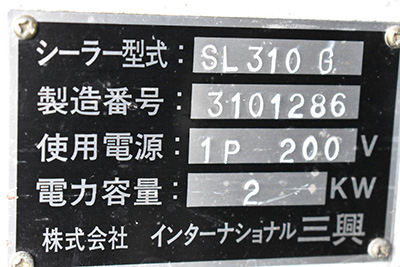 シーラー型式：SL310 G
製造番号：3101286
使用電源：1P 200 V
電力容量：2 KW
株式会社 インターナショナル三興